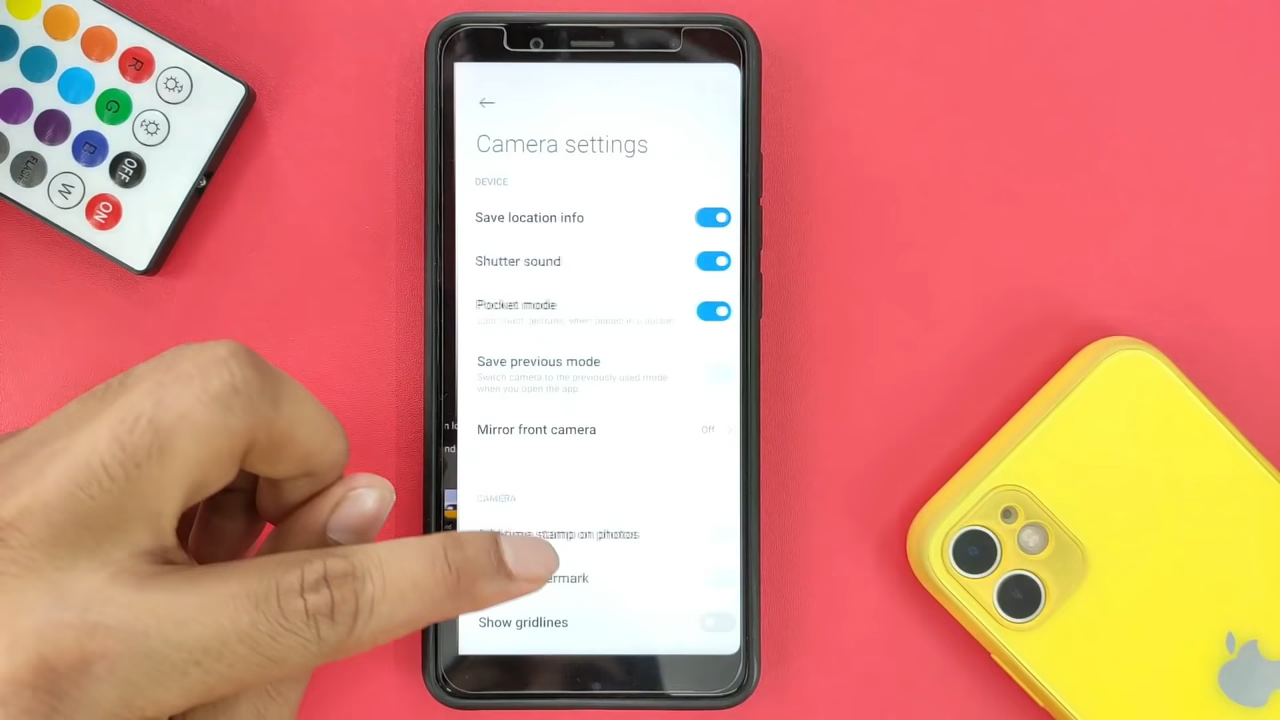 R
G
B
OFF
FLASH
W
ON
Camera settings
DEVICE
Save location info
Shutter sound
Pocket mode
Save previous mode
Switch camera to the previously used mode
when you open the app.
Mirror front camera Off
CAMERA
time stamp on photos
ermark
Show gridlines